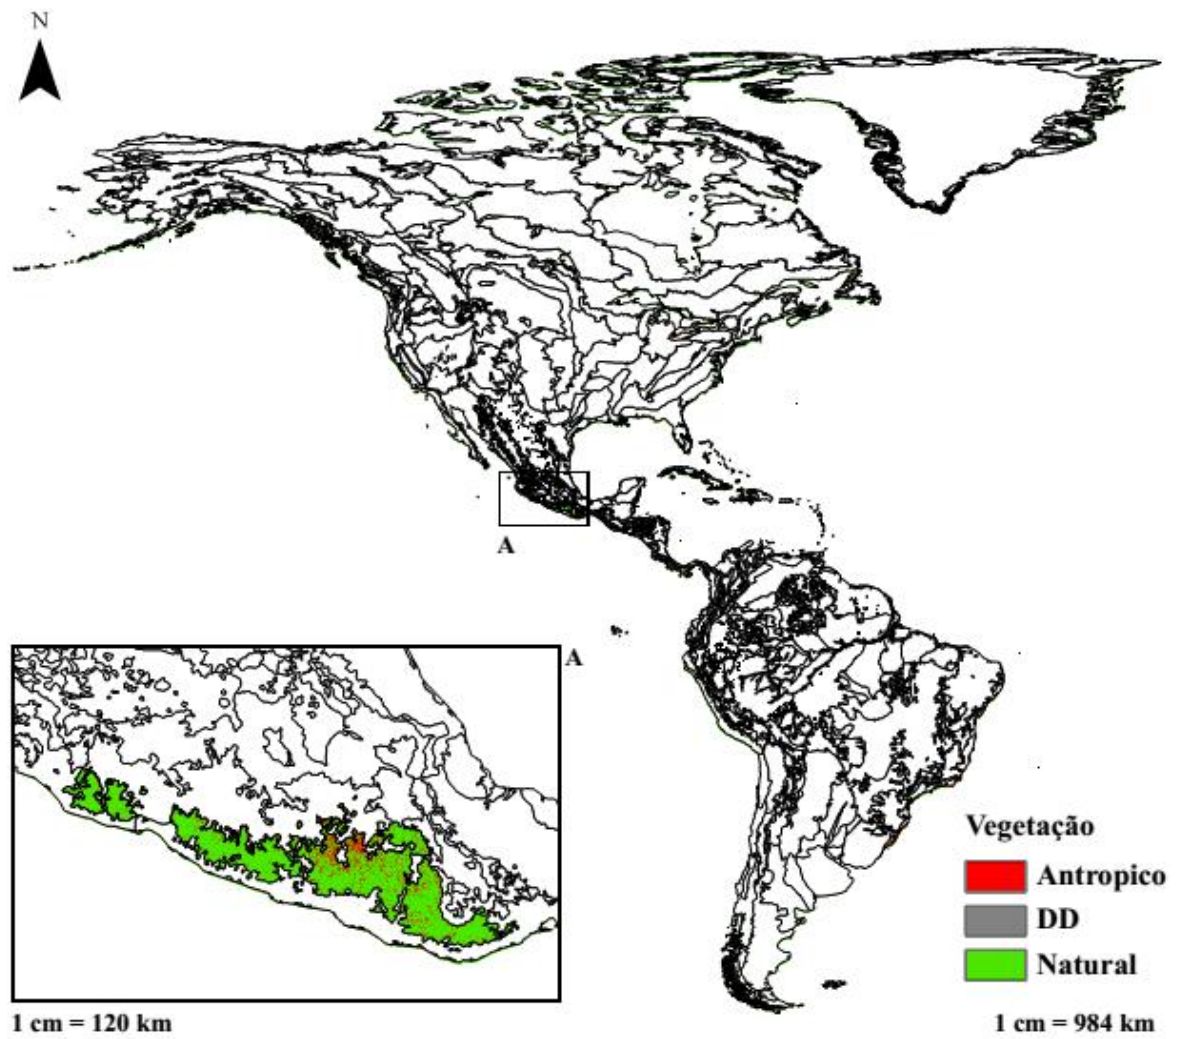 N
A
A
Vegetação
Antropico
DD
Natural
1 cm = 120 km
1 cm = 984 km